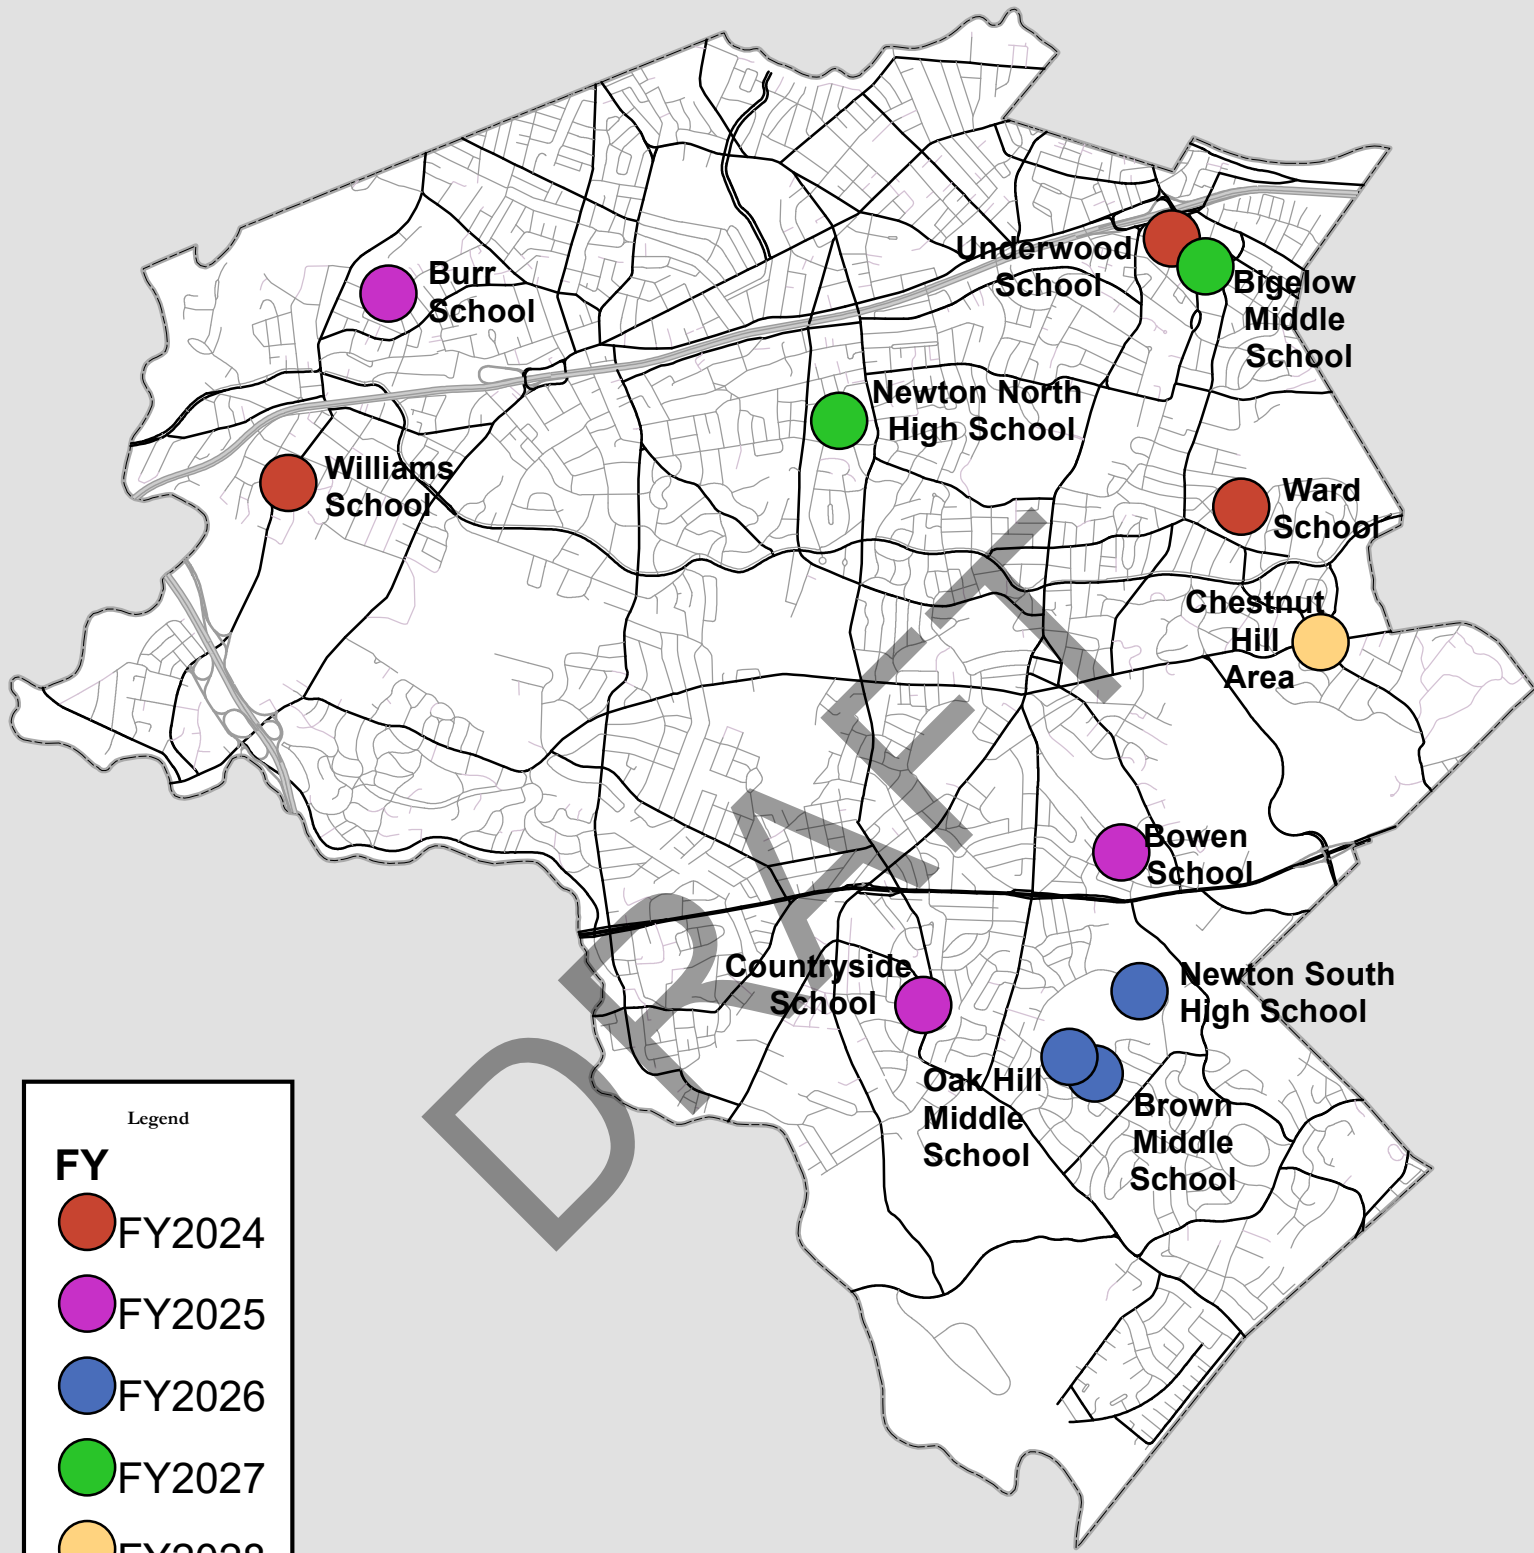 Underwood
School
Burr
School
Bigelow
Middle
School
Newton North
High School
Williams
School
Ward
School
Chestnut
Hill
Area
Bowen
School
Countryside
School
Newton South
High School
Oak Hill
Middle
School
Brown
Middle
School
DRAFT
Legend
FY
FY2024
FY2025
FY2026
FY2027
FY2028